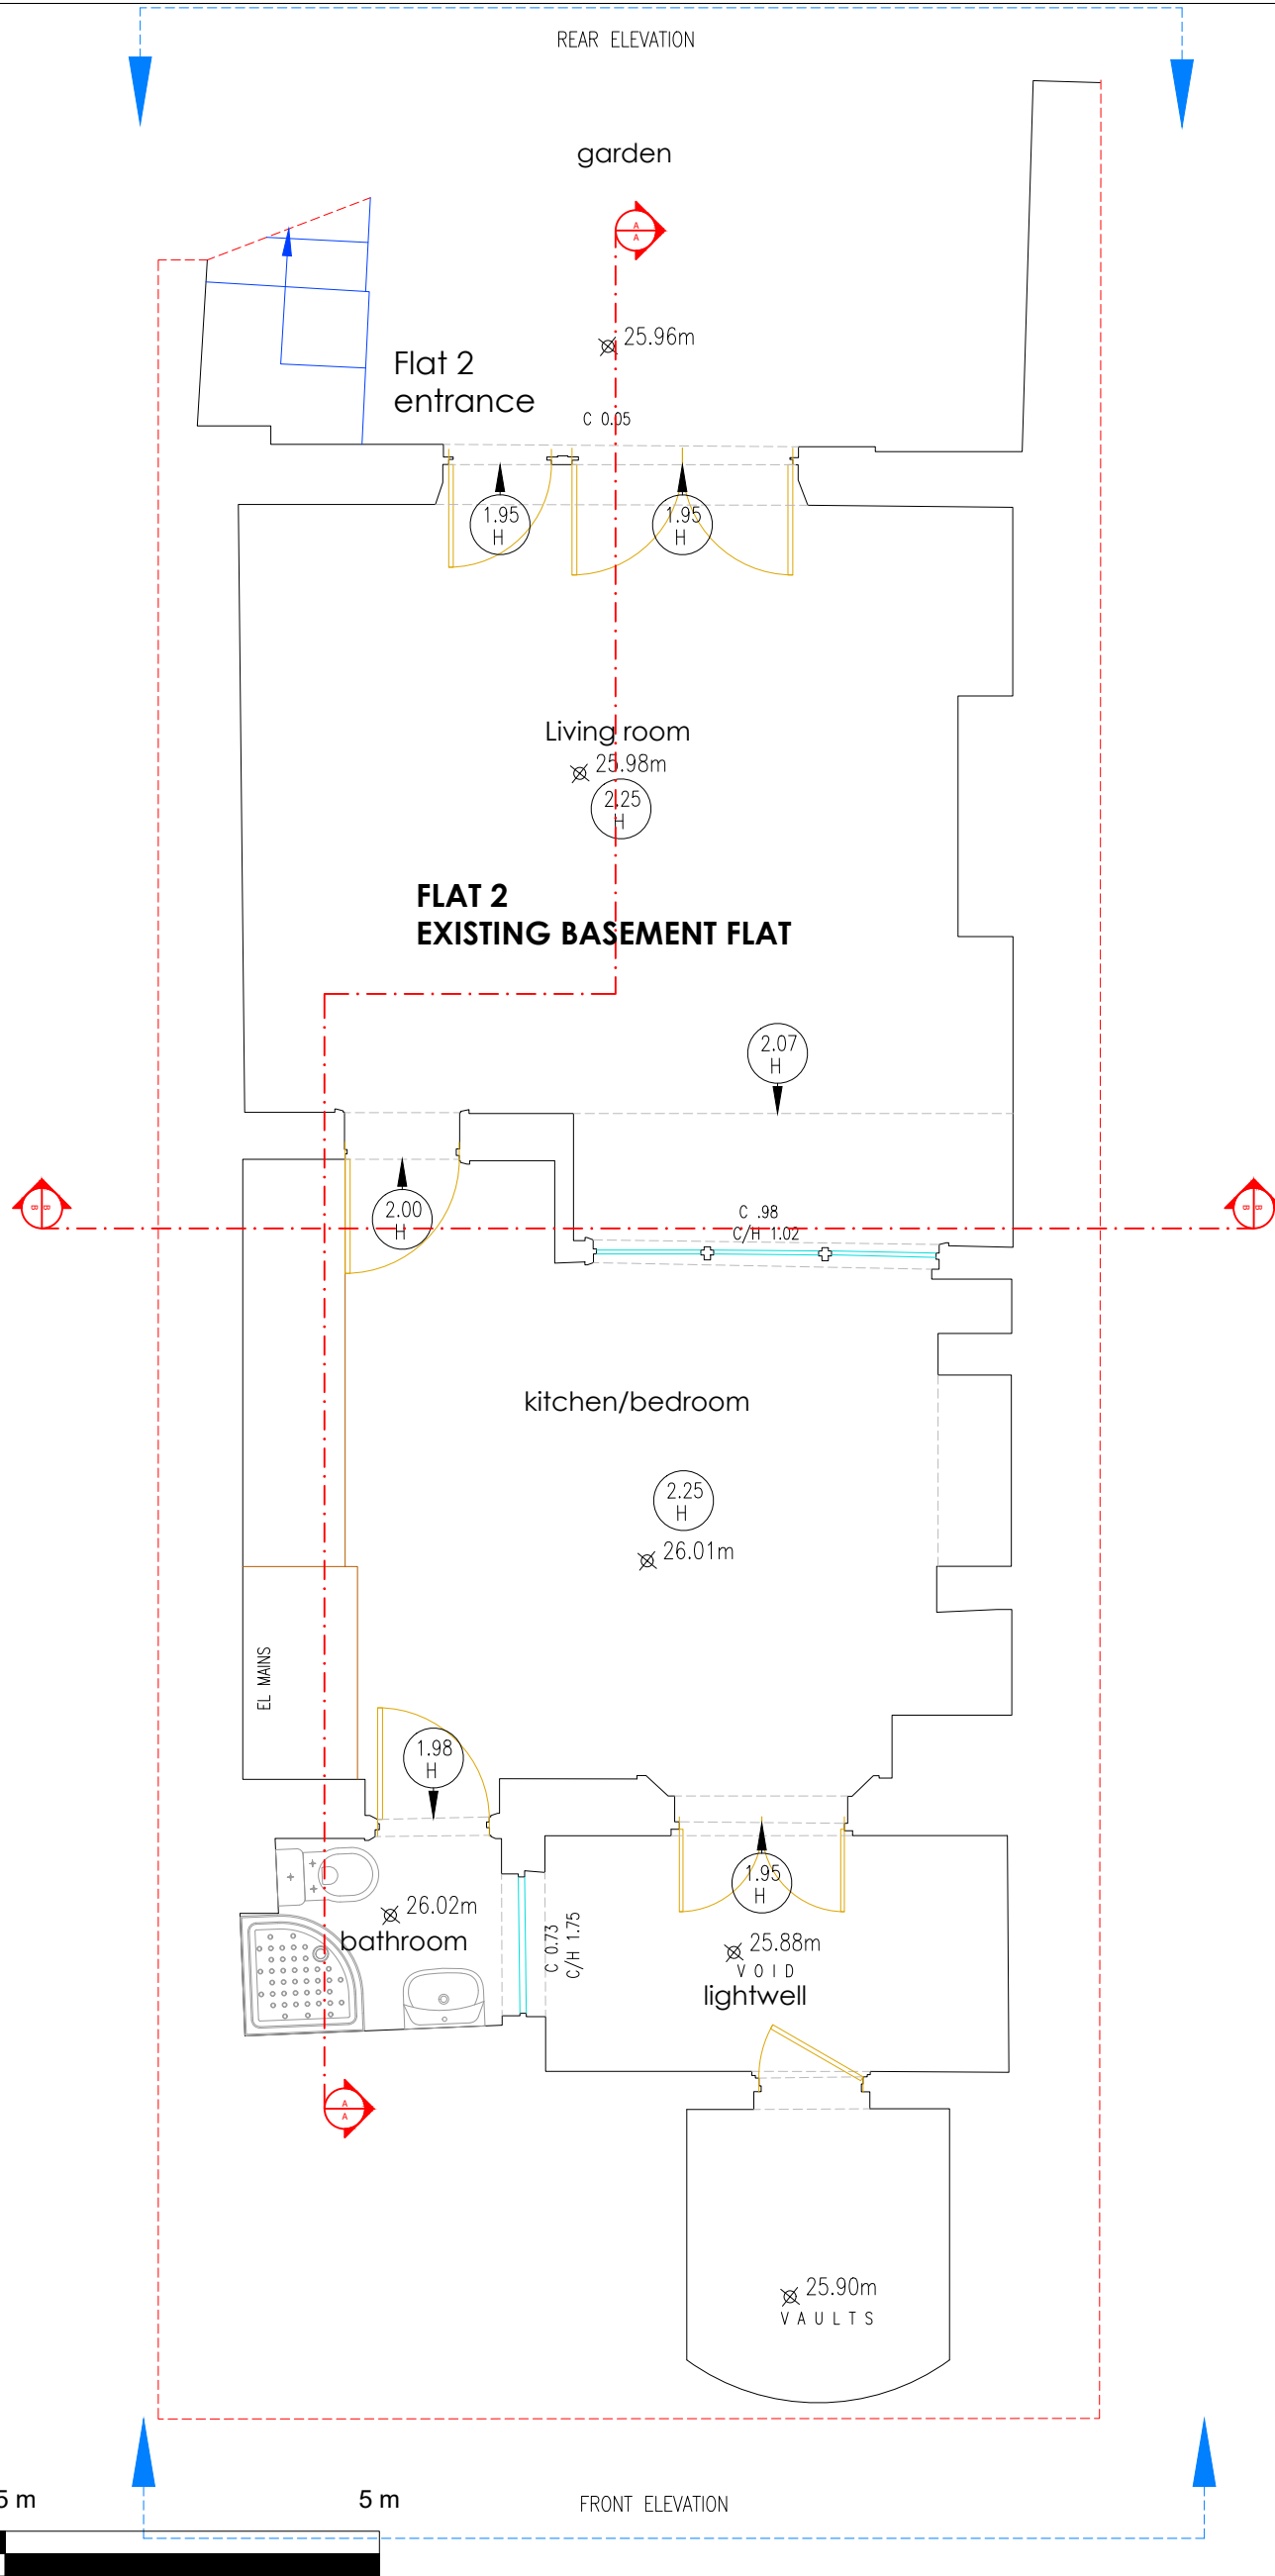 REAR ELEVATION
garden
A
A
25.96m
Flat 2
entrance
C 0.05
1.95
H
1.95
H
Living room
25.98m
2.25
H
FLAT 2
EXISTING BASEMENT FLAT
2.07
H
2.00
H
B B
C .98
C/H 1.02
B B
kitchen/bedroom
2.25
H
26.01m
EL MAINS
1.98
H
1.95
H
26.02m
bathroom
C 0.73
C/H 1.75
25.88m
VOID
lightwell
A
A
25.90m
VAULTS
5 m
5 m
FRONT ELEVATION